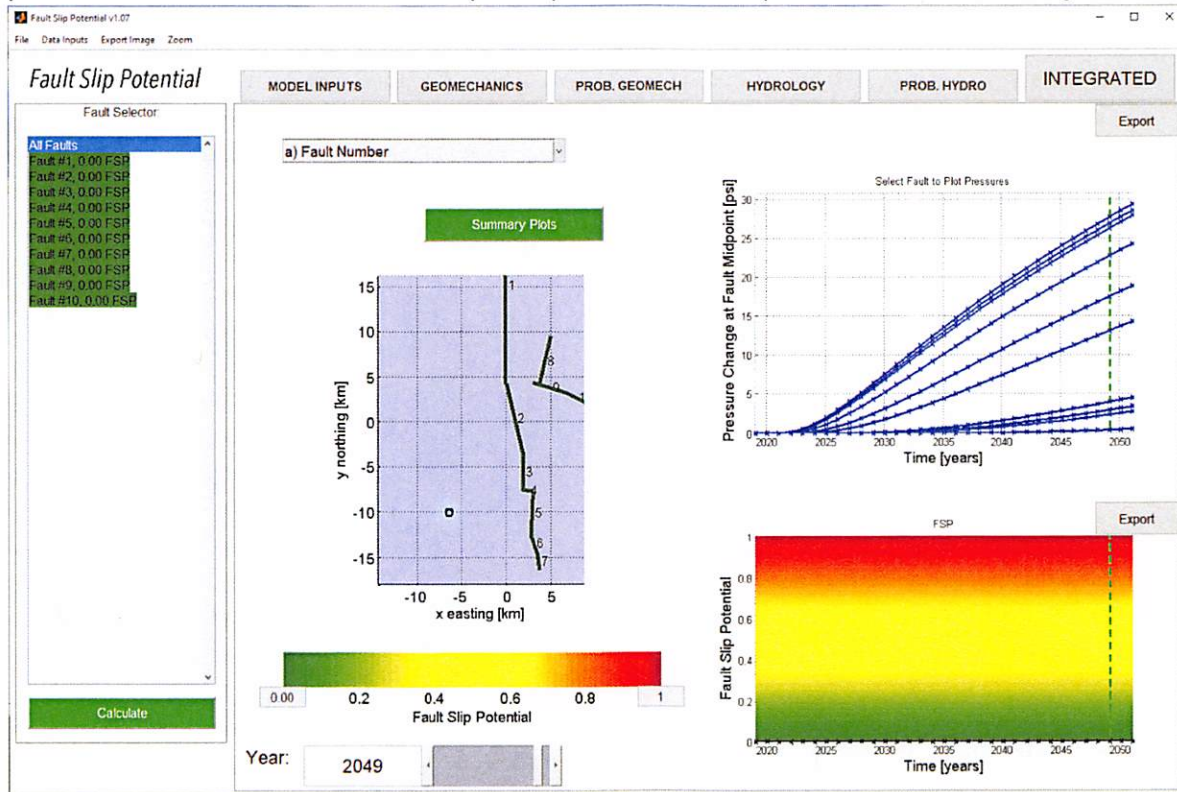 Fault Slip Potential v1.07
File Data Inputs Export Image Zoom
Fault Slip Potential
MODEL INPUTS
GEOMECHANICS
PROB. GEOMECH
HYDROLOGY
PROB. HYDRO
INTEGRATED
Fault Selector
All Faults
Fault #1, 0.00 FSP
Fault #2, 0.00 FSP
Fault #3, 0.00 FSP
Fault #4, 0.00 FSP
Fault #5, 0.00 FSP
Fault #6, 0.00 FSP
Fault #7, 0.00 FSP
Fault #8, 0.00 FSP
Fault #9, 0.00 FSP
Fault #10, 0.00 FSP
Calculate
a) Fault Number
Summary Plots
15
10
5
0
-5
-10
-15
y northing [km]
1
2
3
4
5
6
7
8
9
1
-10 -5 0 5
x easting [km]
0.00 0.2 0.4 0.6 0.8 1
Fault Slip Potential
Year: 2049
Export
Select Fault to Plot Pressures
Pressure Change at Fault Midpoint [psi]
30
25
20
15
10
5
0
2020 2025 2030 2035 2040 2045 2050
Time [years]
Export
FSP
Fault Slip Potential
1
0.8
0.6
0.4
0.2
0
2020 2025 2030 2035 2040 2045 2050
Time [years]